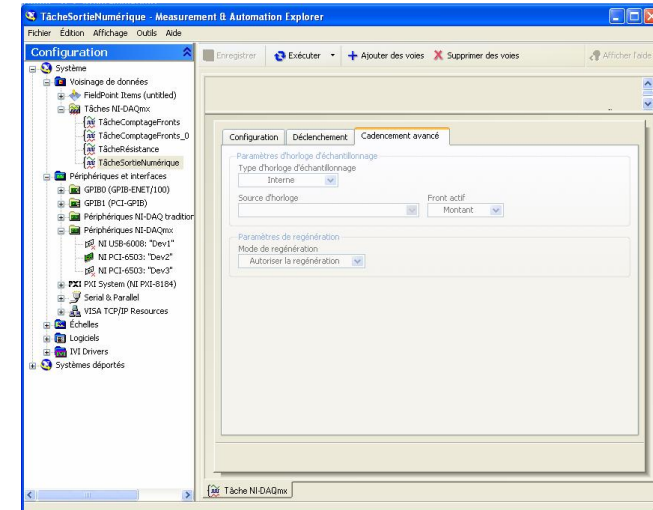 TâcheSortieNumérique - Measurement & Automation Explorer
Fichier Édition Affichage Outils Aide
Configuration
Enregistrer Exécuter Ajouter des voies Supprimer des voies Afficher l'aide
Système
Voisinage de données
FieldPoint Items (untitled)
Tâches NI-DAQmx
TâcheComptageFronts
TâcheComptageFronts_0
TâcheRésistance
TâcheSortieNumérique
Périphériques et interfaces
GPIB0 (GPIB-ENET/100)
GPIB1 (PCI-GPIB)
Périphériques NI-DAQ tradition
Périphériques NI-DAQmx
NI USB-6008: "Dev1"
NI PCI-6503: "Dev2"
NI PCI-6503: "Dev3"
PXI PXI System (NI PXI-8184)
Serial & Parallel
VISA TCP/IP Resources
Échelles
Logiciels
IVI Drivers
Systèmes déportés
Configuration Déclenchement Cadencement avancé
Paramètres d'horloge d'échantillonnage
Type d'horloge d'échantillonnage
Interne
Source d'horloge Front actif
Montant
Paramètres de regénération
Mode de regénération
Autoriser la regénération
Tâche NI-DAQmx